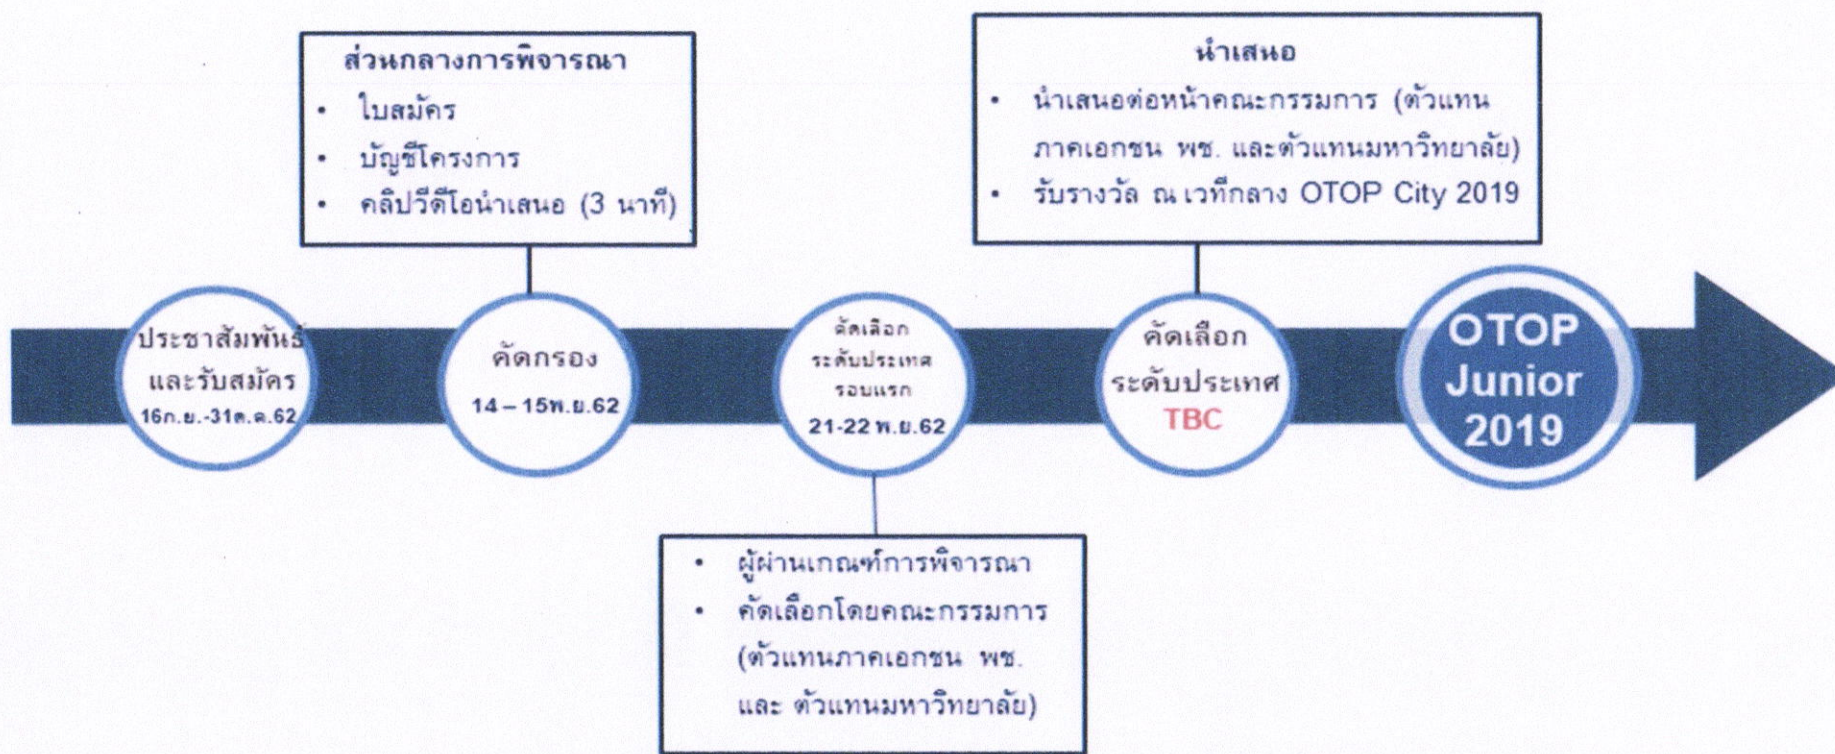 ส่วนกลางการพิจารณา
• ใบสมัคร
• บัญชีโครงการ
• คลิปวีดีโอนำเสนอ (3 นาที)
นำเสนอ
• นำเสนอต่อหน้าคณะกรรมการ (ตัวแทน
ภาคเอกชน พช. และตัวแทนมหาวิทยาลัย)
• รับรางวัล ณ เวทีกลาง OTOP City 2019
ประชาสัมพันธ์
และรับสมัคร
16ก.ย.-31ต.ค.62
คัดกรอง
14 – 15พ.ย.62
คัดเลือก
ระดับประเทศ
รอบแรก
21-22 พ.ย.62
คัดเลือก
ระดับประเทศ
TBC
OTOP
Junior
2019
• ผู้ผ่านเกณฑ์การพิจารณา
• คัดเลือกโดยคณะกรรมการ
(ตัวแทนภาคเอกชน พช.
และ ตัวแทนมหาวิทยาลัย)